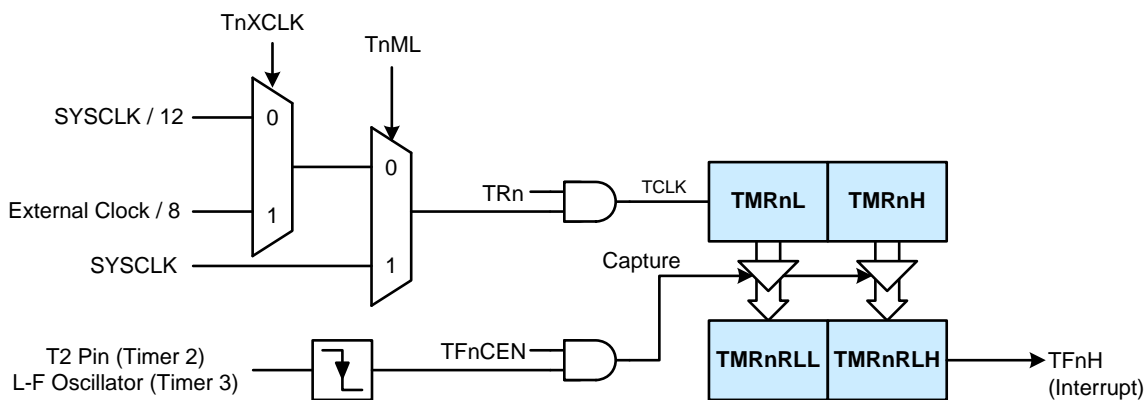 TnXCLK
TnML
SYSCLK / 12
0
0
External Clock / 8
1
TRn
TCLK
TMRnL
TMRnH
SYSCLK
1
Capture
T2 Pin (Timer 2)
L-F Oscillator (Timer 3)
TFnCEN
TMRnRLL
TMRnRLH
TFnH
(Interrupt)